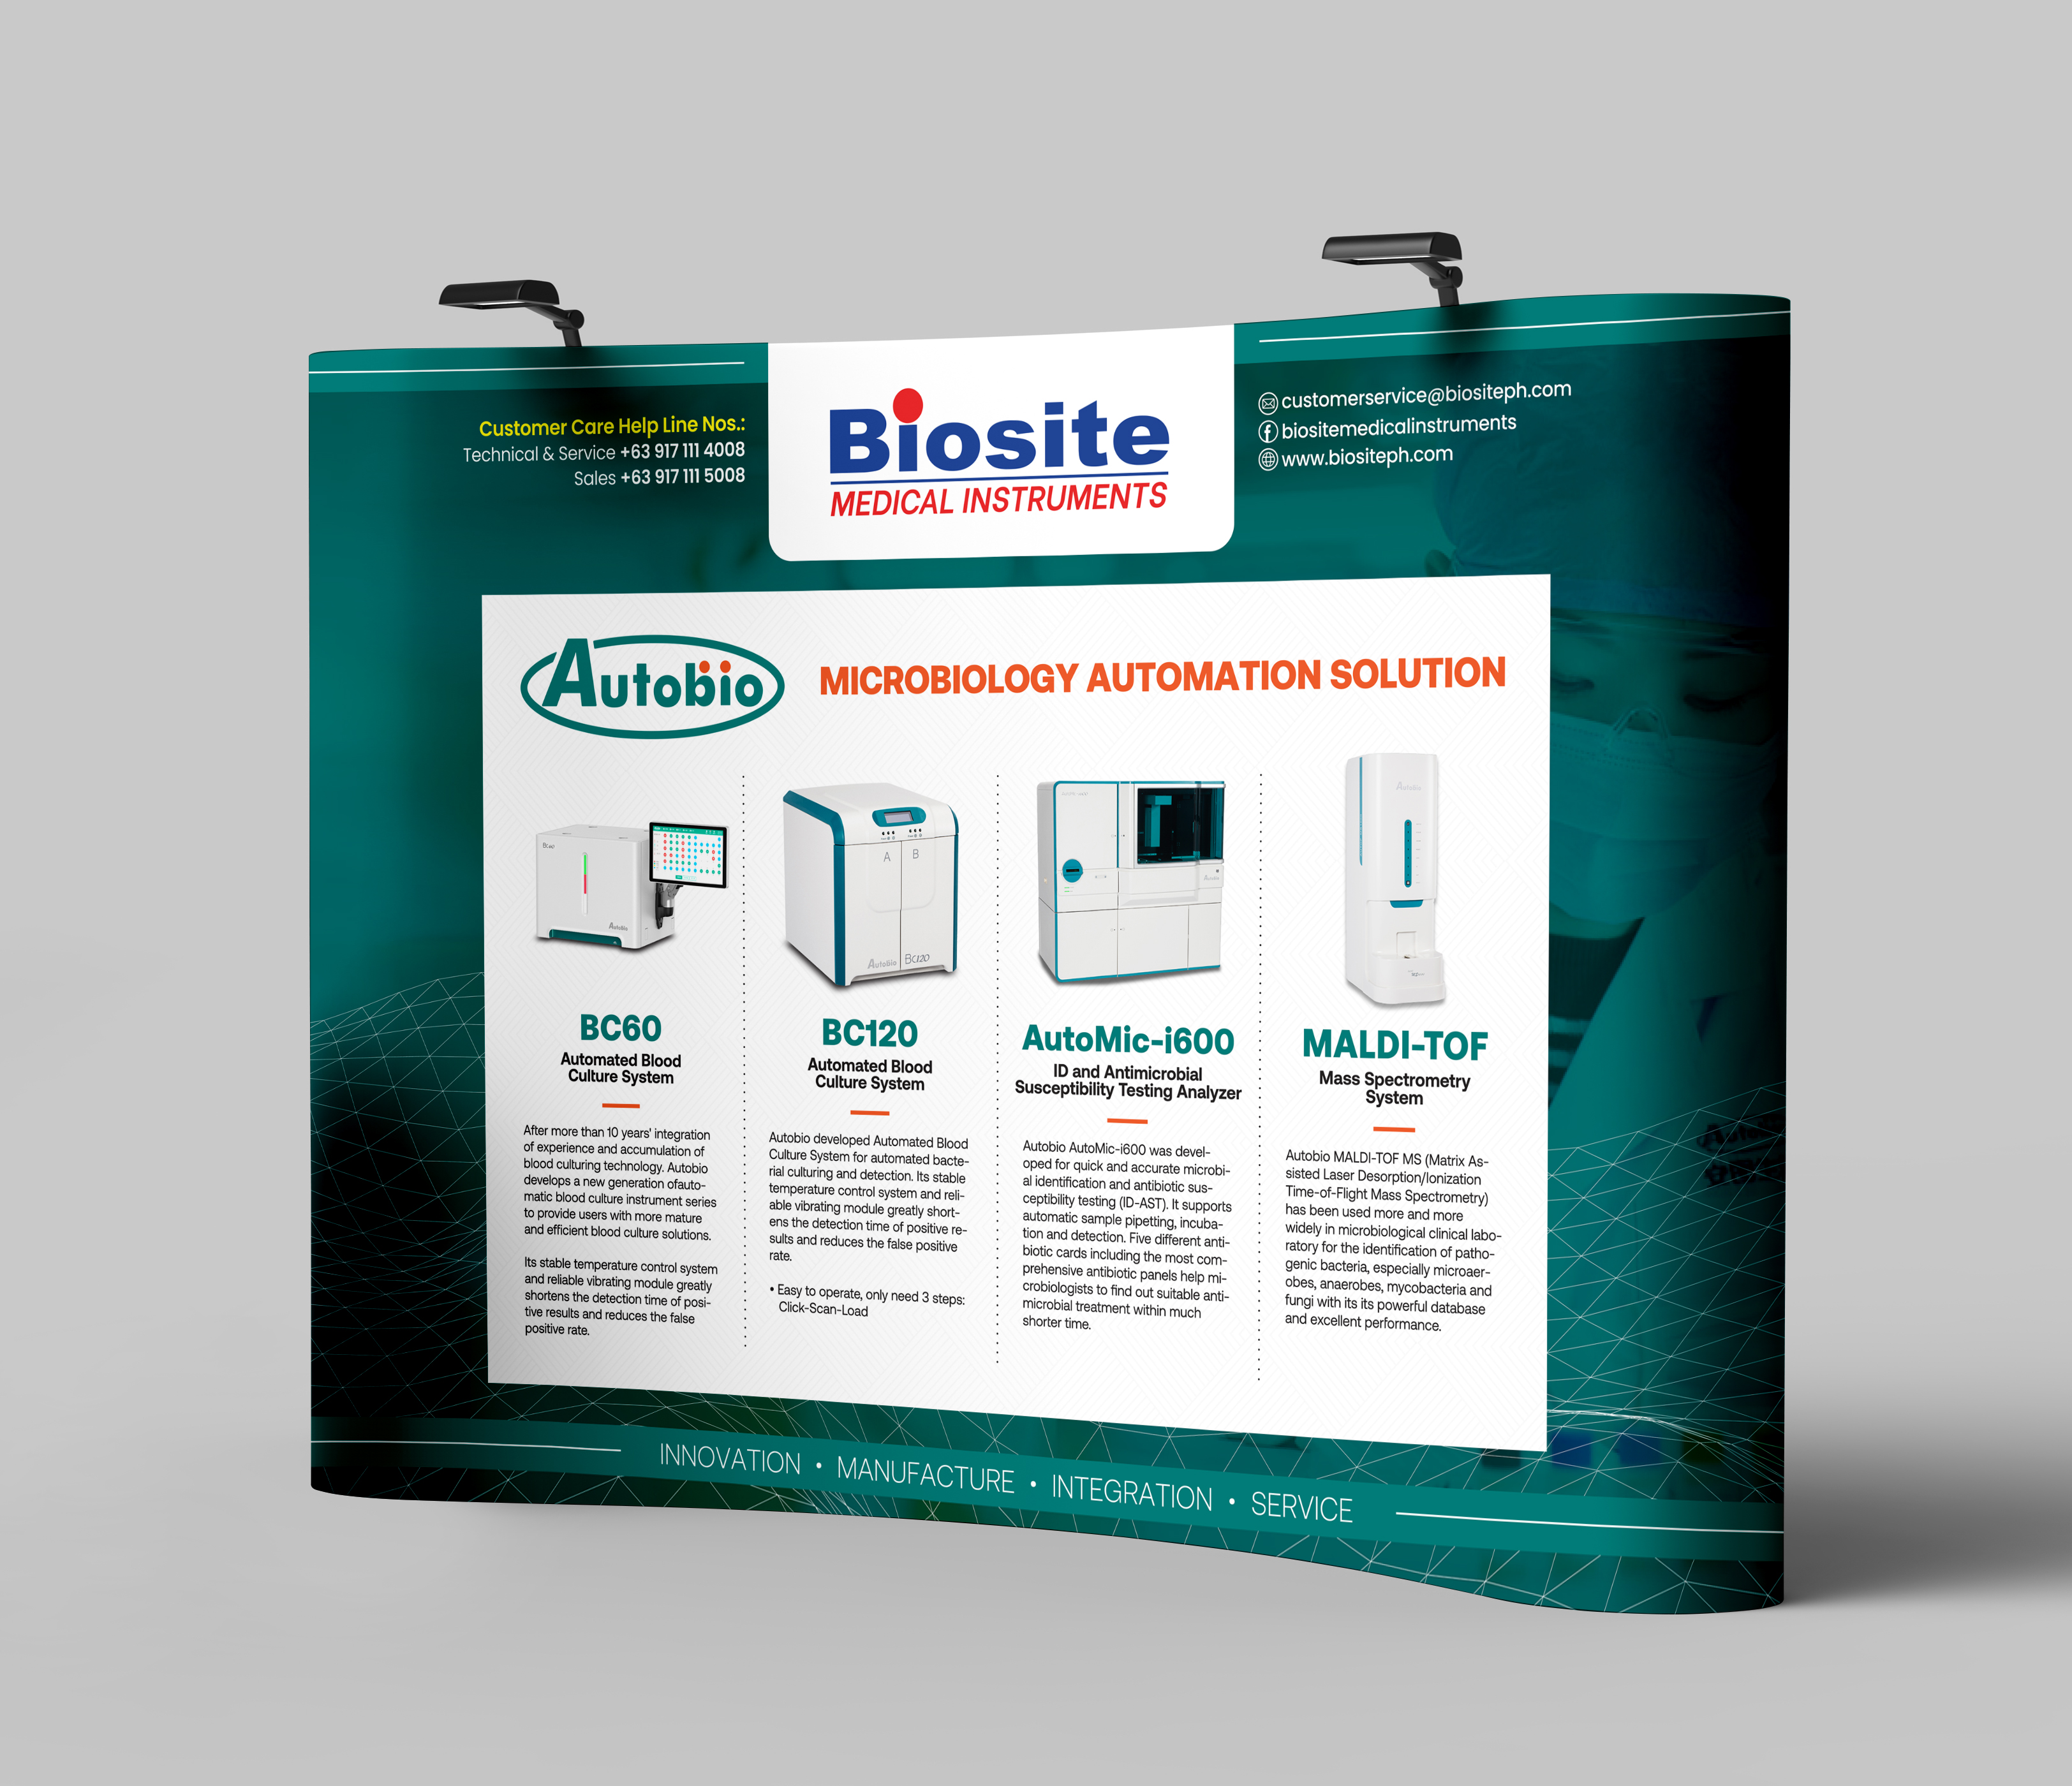 Customer Care Help Line Nos.:
Technical & Service +63 917 111 4008
Sales +63 917 111 5008
Biosite
MEDICAL INSTRUMENTS
customerservice@biositeph.com
biositemedicalinstruments
www.biositeph.com
Autobio
MICROBIOLOGY AUTOMATION SOLUTION
BC60
Autobio
A B
Autobio BC120
Autobio
Autobio
BC60
Automated Blood
Culture System
After more than 10 years' integration
of experience and accumulation of
blood culturing technology. Autobio
develops a new generation ofauto-
matic blood culture instrument series
to provide users with more mature
and efficient blood culture solutions.
Its stable temperature control system
and reliable vibrating module greatly
shortens the detection time of posi-
tive results and reduces the false
positive rate.
BC120
Automated Blood
Culture System
Autobio developed Automated Blood
Culture System for automated bacte-
rial culturing and detection. Its stable
temperature control system and reli-
able vibrating module greatly short-
ens the detection time of positive re-
sults and reduces the false positive
rate.
• Easy to operate, only need 3 steps:
Click-Scan-Load
AutoMic-i600
ID and Antimicrobial
Susceptibility Testing Analyzer
Autobio AutoMic-i600 was devel-
oped for quick and accurate microbi-
al identification and antibiotic sus-
ceptibility testing (ID-AST). It supports
automatic sample pipetting, incuba-
tion and detection. Five different anti-
biotic cards including the most com-
prehensive antibiotic panels help mi-
crobiologists to find out suitable anti-
microbial treatment within much
shorter time.
MALDI-TOF
Mass Spectrometry
System
Autobio MALDI-TOF MS (Matrix As-
sisted Laser Desorption/Ionization
Time-of-Flight Mass Spectrometry)
has been used more and more
widely in microbiological clinical labo-
ratory for the identification of patho-
genic bacteria, especially microaer-
obes, anaerobes, mycobacteria and
fungi with its its powerful database
and excellent performance.
INNOVATION • MANUFACTURE • INTEGRATION • SERVICE